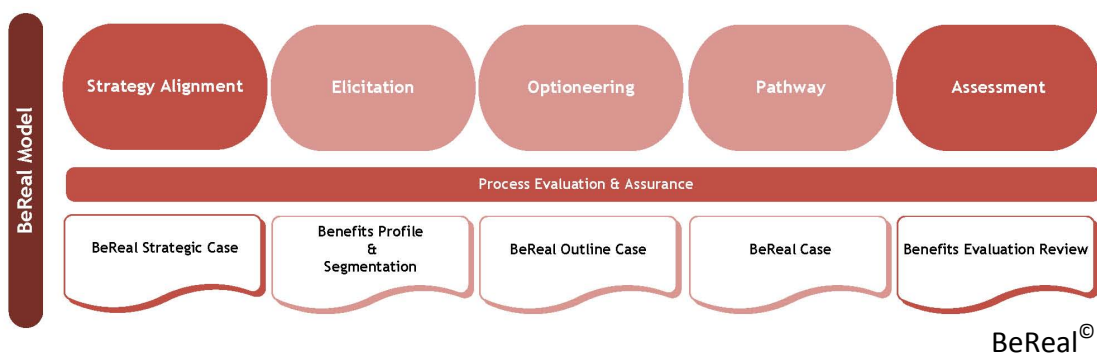 BeReal Model
Strategy Alignment
Elicitation
Optioneering
Pathway
Assessment
Process Evaluation & Assurance
BeReal Strategic Case
Benefits Profile
&
Segmentation
BeReal Outline Case
BeReal Case
Benefits Evaluation Review
BeReal©